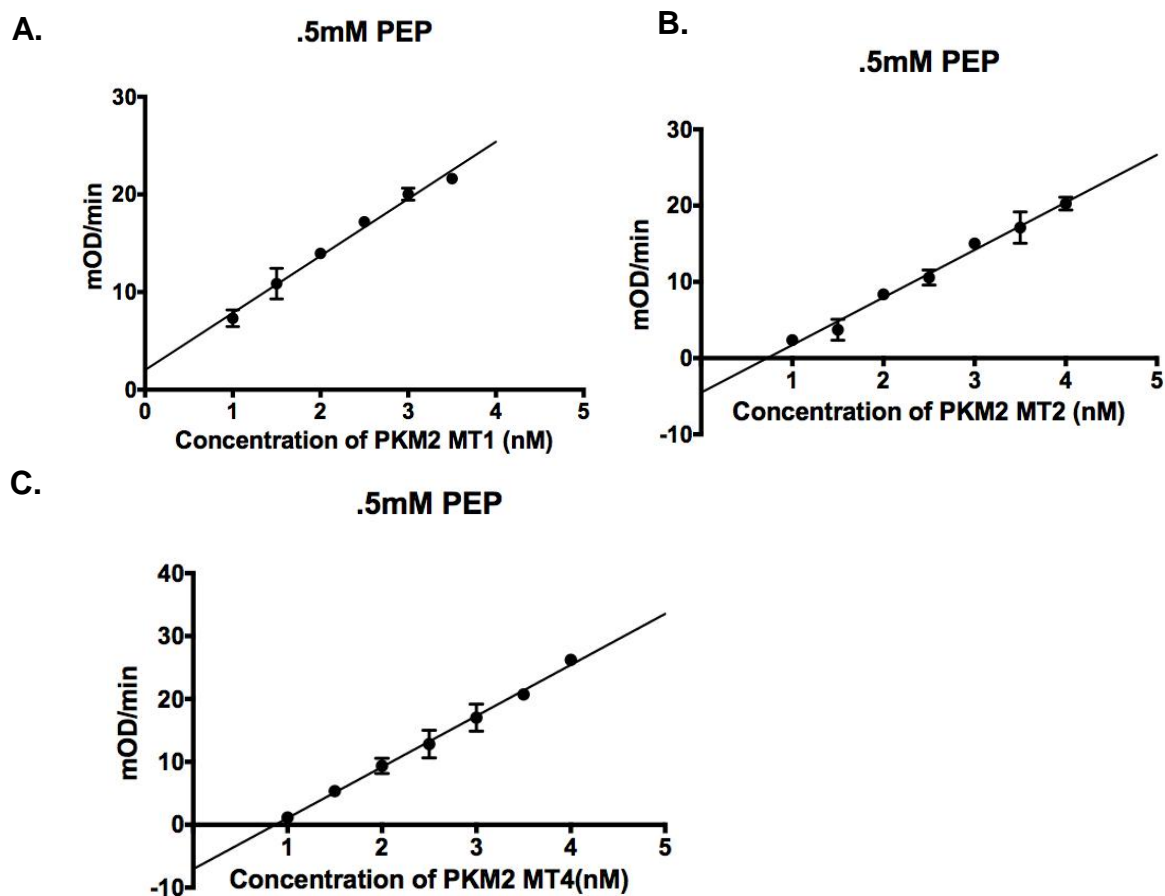 A.
.5mM PEP
30
20
10
0
mOD/min
0 1 2 3 4 5
Concentration of PKM2 MT1 (nM)
B.
.5mM PEP
30
20
10
0
-10
mOD/min
1 2 3 4 5
Concentration of PKM2 MT2 (nM)
C.
.5mM PEP
40
30
20
10
0
-10
mOD/min
1 2 3 4 5
Concentration of PKM2 MT4(nM)